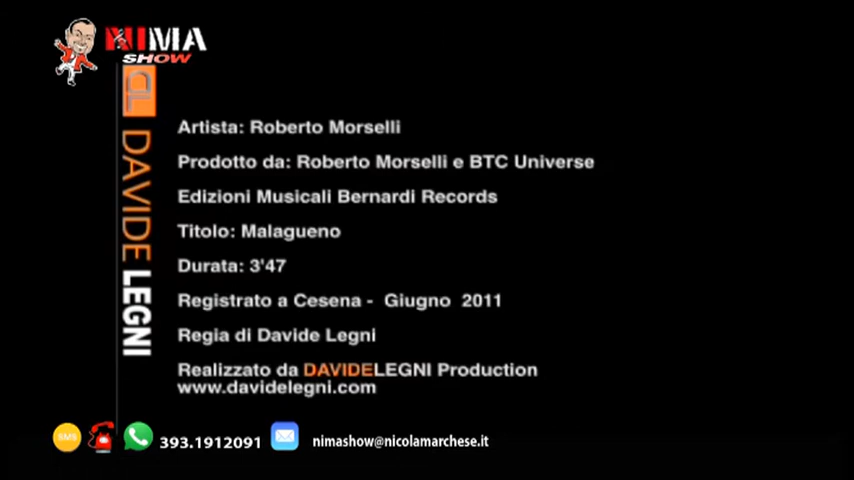 NIMA
SHOW
DL
DAVIDE LEGNI
Artista: Roberto Morselli
Prodotto da: Roberto Morselli e BTC Universe
Edizioni Musicali Bernardi Records
Titolo: Malagueno
Durata: 3'47
Registrato a Cesena - Giugno 2011
Regia di Davide Legni
Realizzato da DAVIDELEGNI Production
www.davidelegni.com
SMS
393.1912091
nimashow@nicolamarchese.it